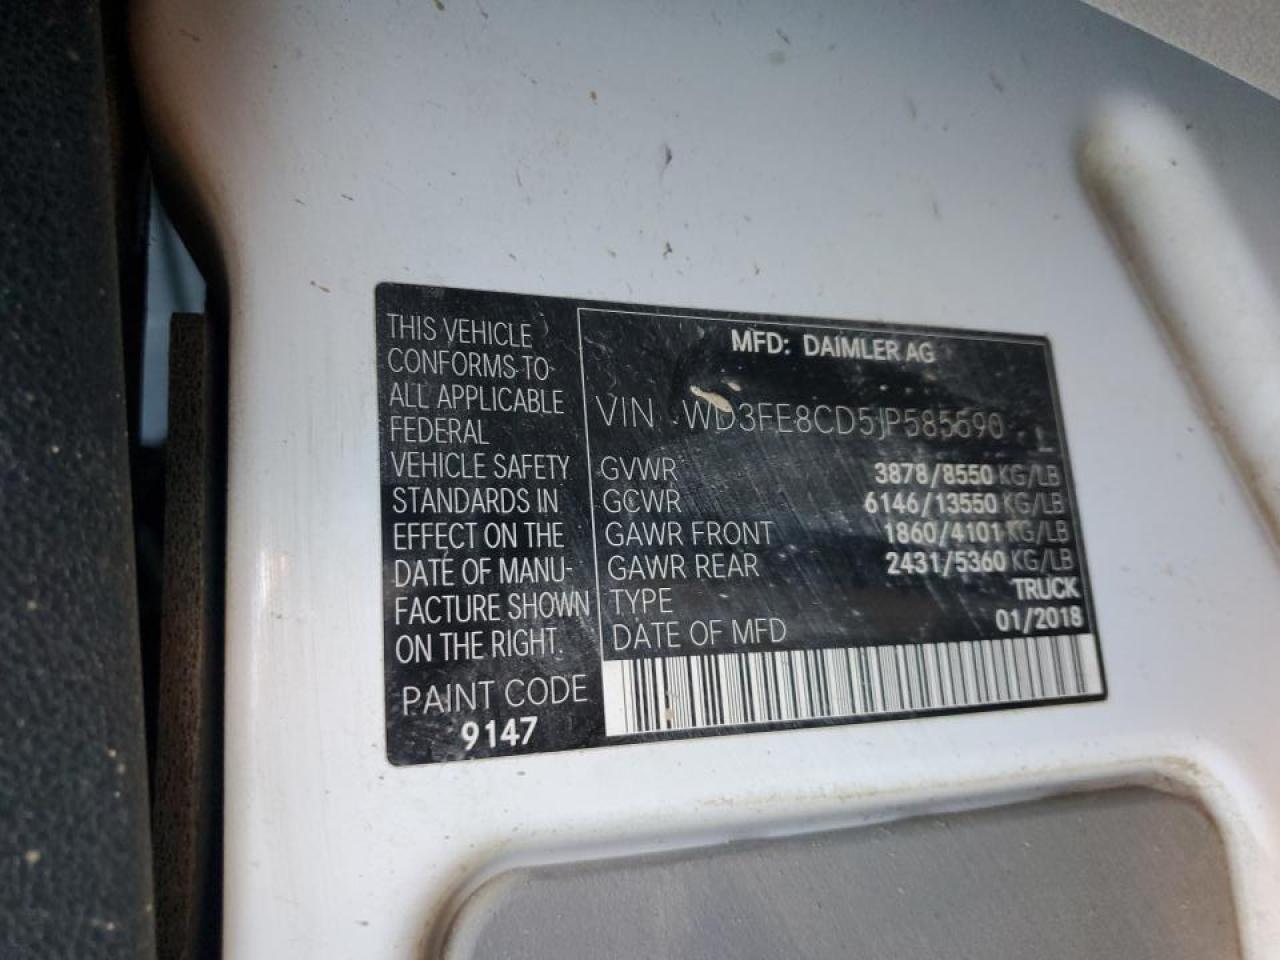 THIS VEHICLE
CONFORMS TO
ALL APPLICABLE
FEDERAL
VEHICLE SAFETY
STANDARDS IN
EFFECT ON THE
DATE OF MANU-
FACTURE SHOWN
ON THE RIGHT.
PAINT CODE
9147
MFD: DAIMLER AG
VIN WD3FE8CD5JP585590 L
GVWR 3878/8550 KG/LB
GCWR 6146/13550 KG/LB
GAWR FRONT 1860/4101 KG/LB
GAWR REAR 2431/5360 KG/LB
TYPE TRUCK
DATE OF MFD 01/2018